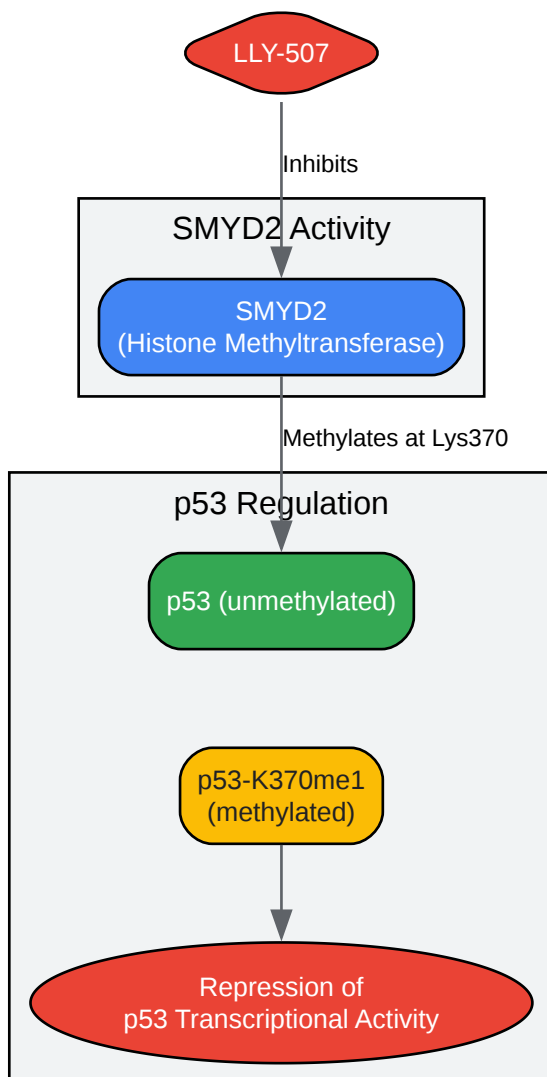 LLY-507
Inhibits
SMYD2 Activity
SMYD2
(Histone Methyltransferase)
Methylates at Lys370
p53 Regulation
p53 (unmethylated)
p53-K370me1
(methylated)
Repression of
p53 Transcriptional Activity